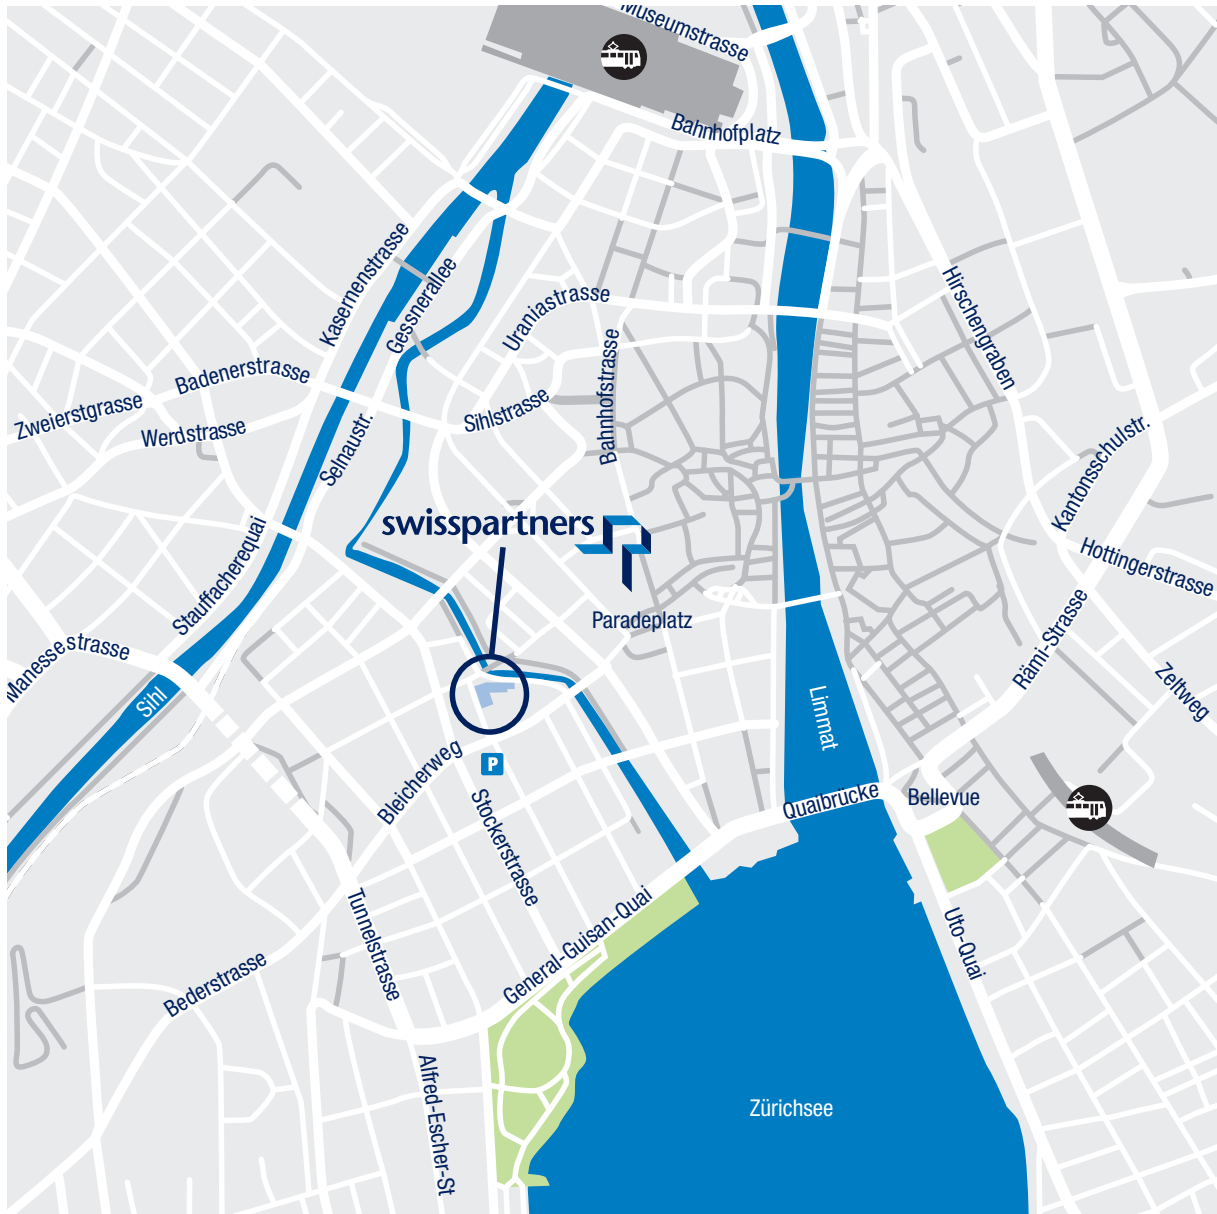 Museumstrasse
Bahnhofplatz
Kasernenstrasse
Gessnerallee
Uraniastrasse
Hirschengraben
Bahnhofstrasse
Badenerstrasse
Zweierstgrasse
Werdstrasse
Sihlstrasse
Selnaustr.
Kantonsschulstr.
swisspartners
Stauffacherequai
Hottingerstrasse
Paradeplatz
Manessestrasse
Rämi-Strasse
Zeltweg
Sihl
Limmat
Bleicherweg
P
Stockerstrasse
Quaibrücke
Bellevue
Tunnelstrasse
General-Guisan-Quai
Uto-Quai
Bederstrasse
Alfred-Escher-St
Zürichsee